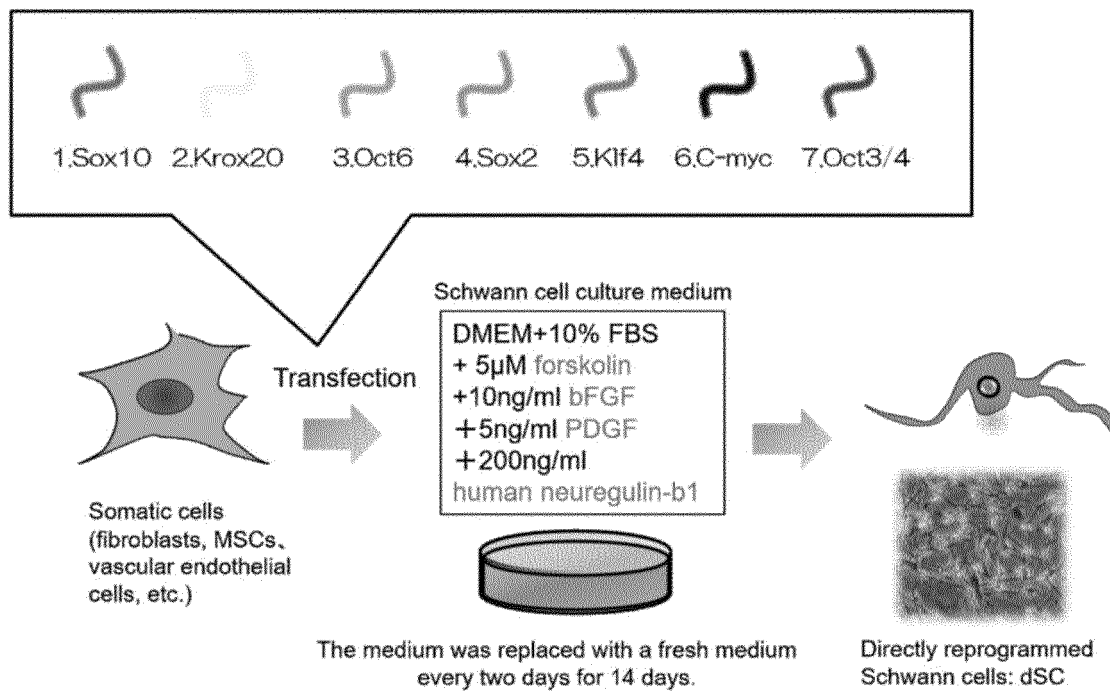 1.Sox10 2.Krox20 3.Oct6 4.Sox2 5.Klf4 6.C-myc 7.Oct3/4
Schwann cell culture medium
DMEM+10% FBS
+ 5μM forskolin
+10ng/ml bFGF
+5ng/ml PDGF
+200ng/ml
human neuregulin-b1
Transfection
Somatic cells
(fibroblasts, MSCs、
vascular endothelial
cells, etc.)
The medium was replaced with a fresh medium
every two days for 14 days.
Directly reprogrammed
Schwann cells: dSC